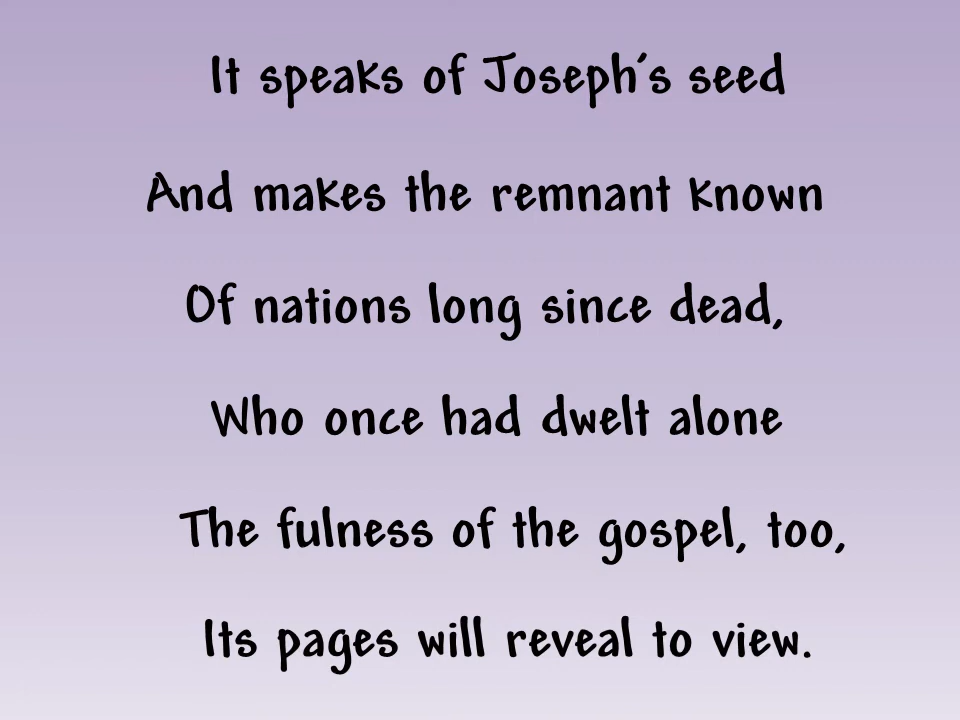 It speaks of Joseph's seed
And makes the remnant known
Of nations long since dead,
Who once had dwelt alone
The fulness of the gospel, too,
Its pages will reveal to view.